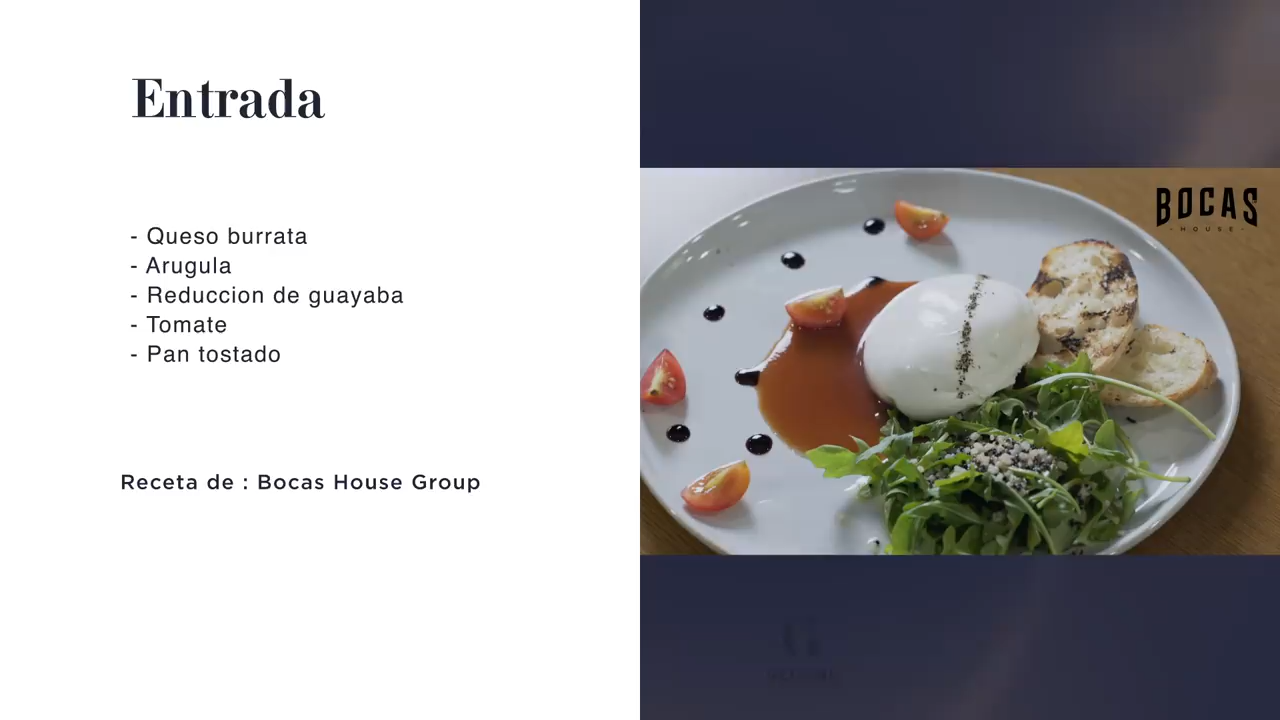 Entrada
- Queso burrata
- Arugula
- Reduccion de guayaba
- Tomate
- Pan tostado
Receta de : Bocas House Group
BOCAS
- HOUSE -